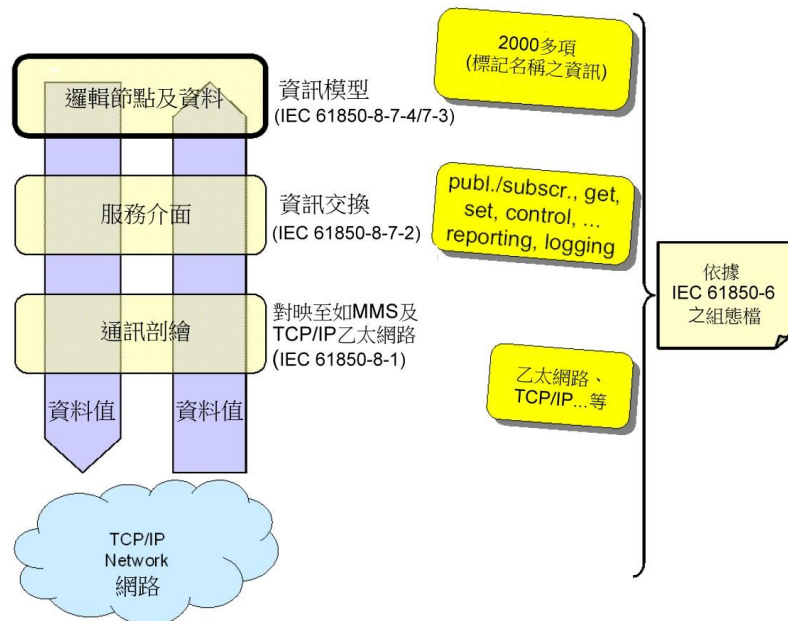 邏輯節點及資料
資訊模型
(IEC 61850-8-7-4/7-3)
2000多項
(標記名稱之資訊)
服務介面
資訊交換
(IEC 61850-8-7-2)
publ./subscr., get,
set, control, ...
reporting, logging
通訊剖繪
對映至如MMS及
TCP/IP乙太網路
(IEC 61850-8-1)
乙太網路、
TCP/IP...等
依據
IEC 61850-6
之組態檔
資料值
資料值
TCP/IP
Network
網路